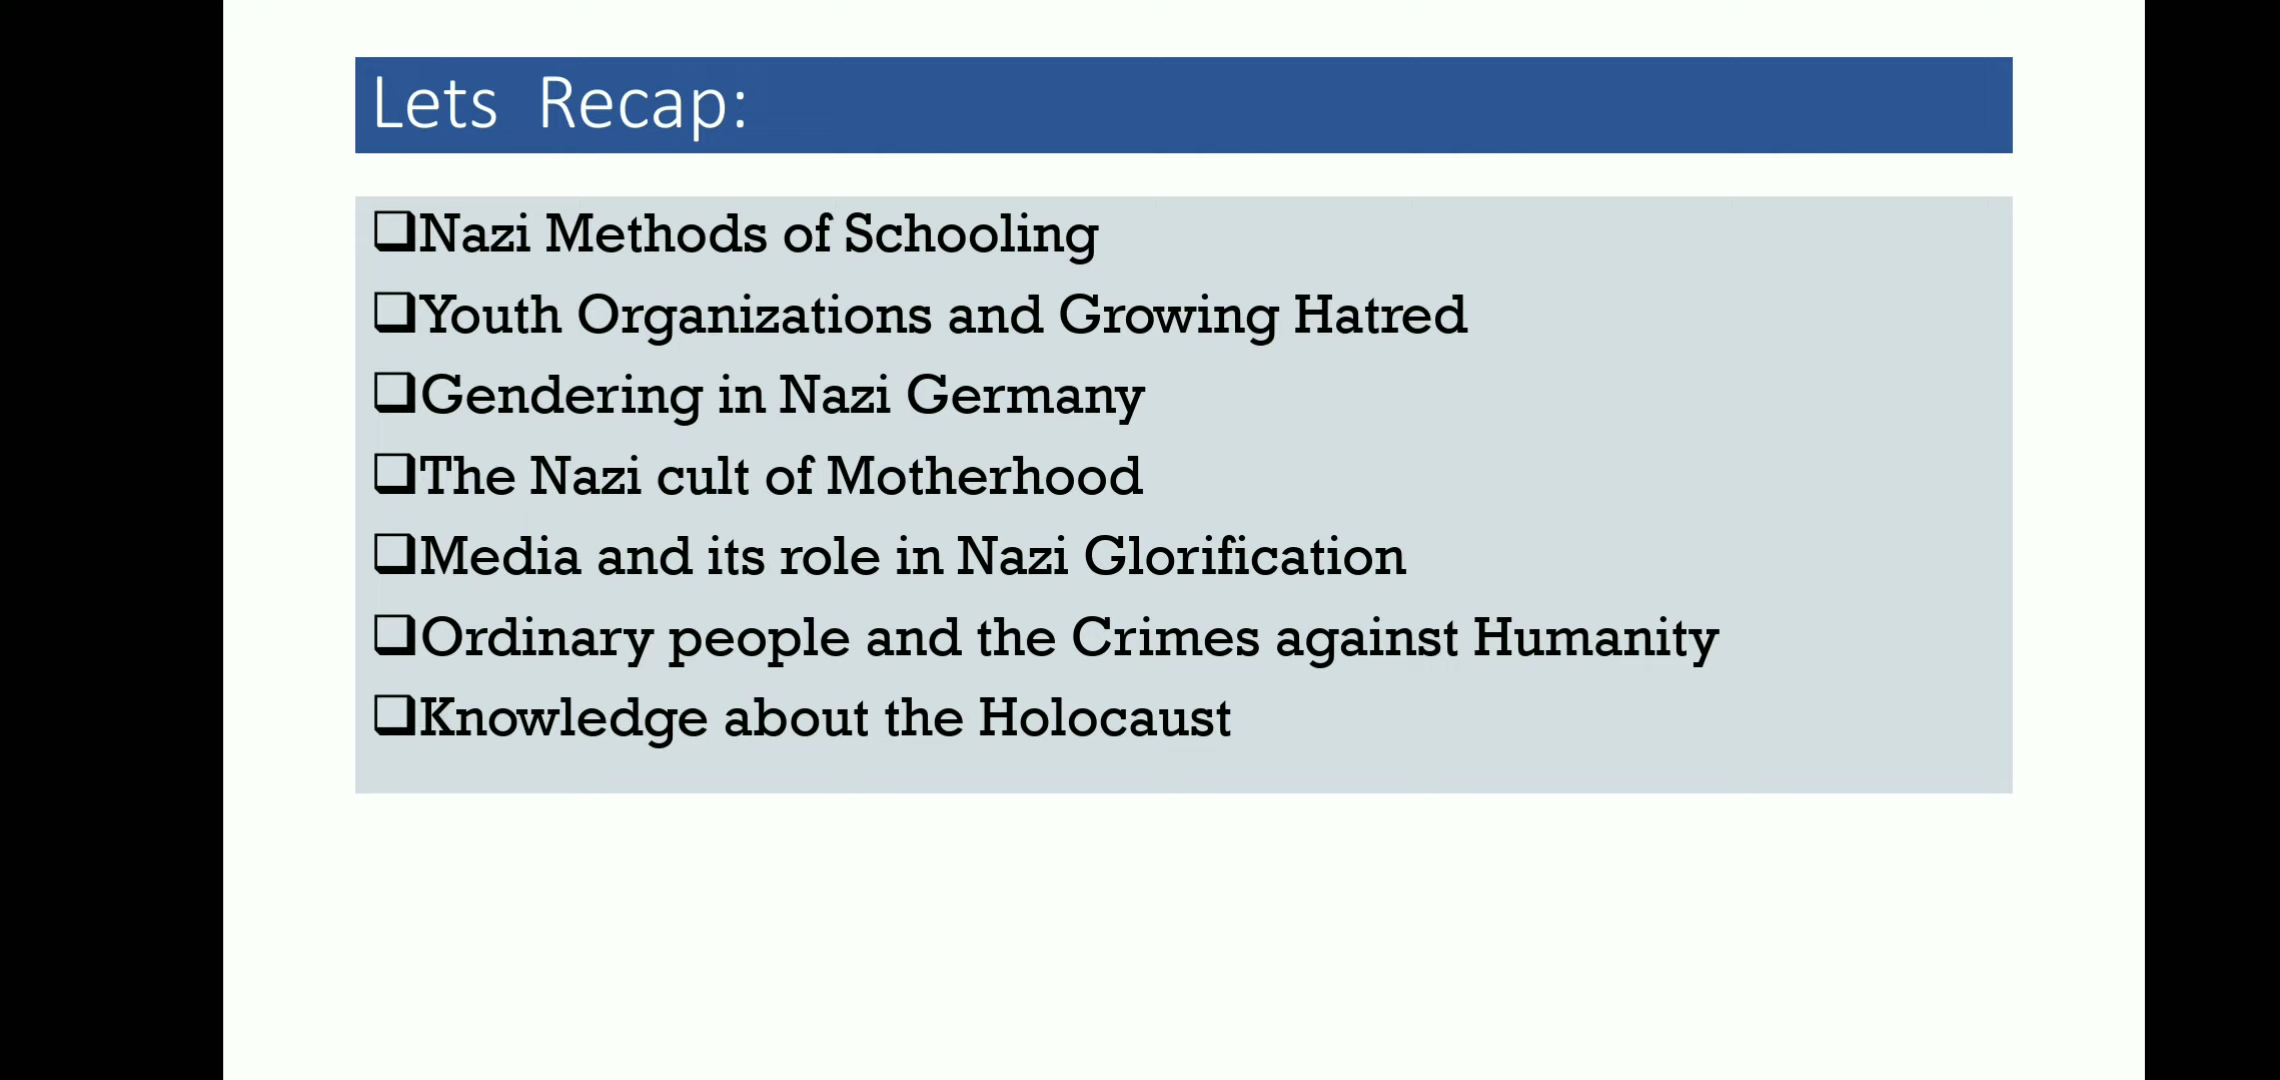 Lets Recap:
Nazi Methods of Schooling
Youth Organizations and Growing Hatred
Gendering in Nazi Germany
The Nazi cult of Motherhood
Media and its role in Nazi Glorification
Ordinary people and the Crimes against Humanity
Knowledge about the Holocaust